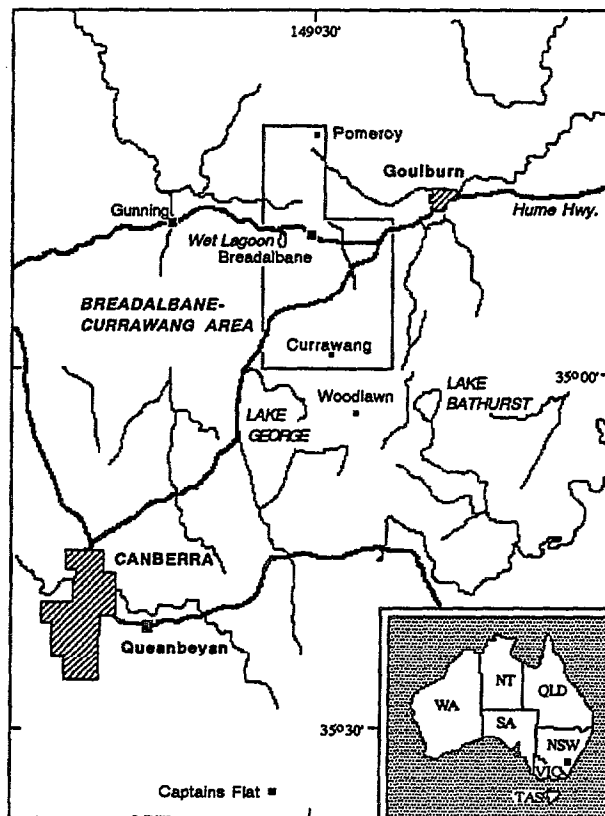 149°30'
Pomeroy
Goulburn
Gunning
Hume Hwy.
Wet Lagoon
Breadalbane
BREADALBANE-
CURRAWANG AREA
Currawang
35°00'
LAKE
BATHURST
Woodlawn
LAKE
GEORGE
CANBERRA
Queanbeyan
35°30'
Captains Flat
WA
NT
QLD
SA
NSW
VIC
TAS